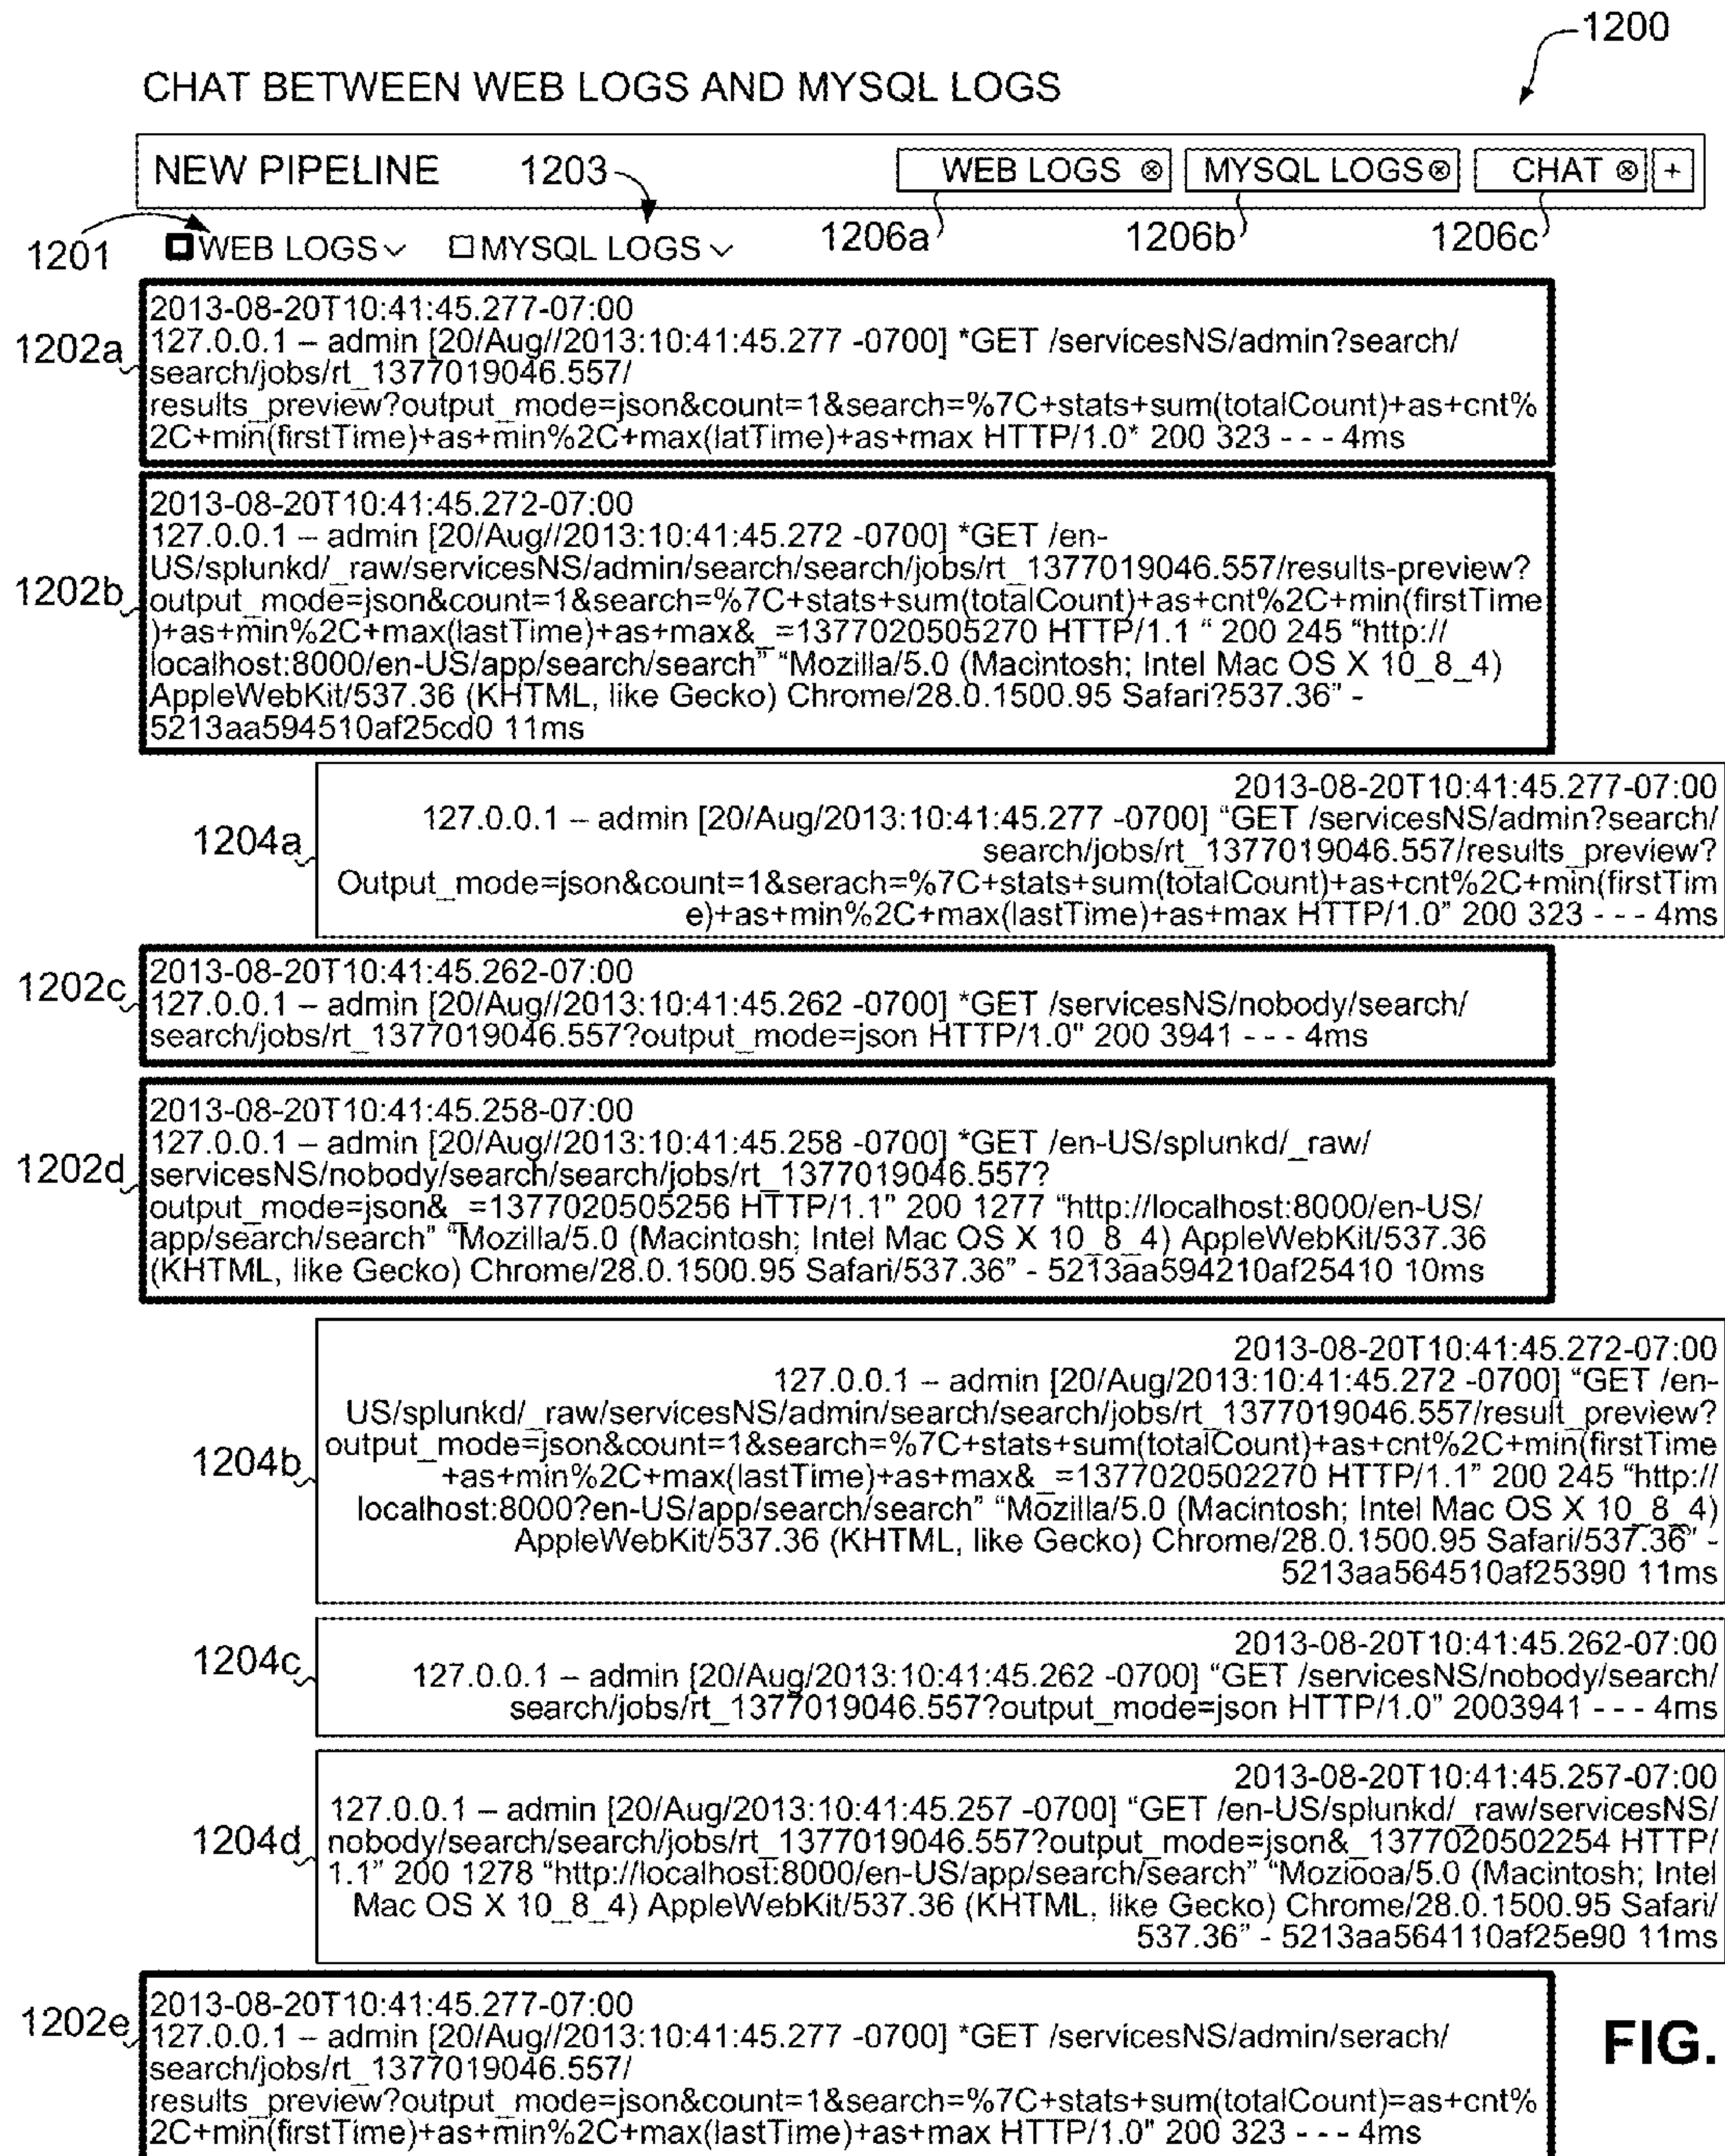 1200
CHAT BETWEEN WEB LOGS AND MYSQL LOGS
NEW PIPELINE 1203 WEB LOGS ⊗ MYSQL LOGS⊗ CHAT ⊗ +
1201 WEB LOGS MYSQL LOGS 1206a 1206b 1206c
1202a
2013-08-20T10:41:45.277-07:00
127.0.0.1 – admin [20/Aug//2013:10:41:45.277 -0700] *GET /servicesNS/admin?search/
search/jobs/rt_1377019046.557/
results_preview?output_mode=json&count=1&search=%7C+stats+sum(totalCount)+as+cnt%
2C+min(firstTime)+as+min%2C+max(latTime)+as+max HTTP/1.0* 200 323 - - - 4ms
1202b
2013-08-20T10:41:45.272-07:00
127.0.0.1 – admin [20/Aug//2013:10:41:45.272 -0700] *GET /en-
US/splunkd/_raw/servicesNS/admin/search/search/jobs/rt_1377019046.557/results-preview?
output_mode=json&count=1&search=%7C+stats+sum(totalCount)+as+cnt%2C+min(firstTime
)+as+min%2C+max(lastTime)+as+max&_=1377020505270 HTTP/1.1 “ 200 245 “http://
localhost:8000/en-US/app/search/search” “Mozilla/5.0 (Macintosh; Intel Mac OS X 10_8_4)
AppleWebKit/537.36 (KHTML, like Gecko) Chrome/28.0.1500.95 Safari?537.36” -
5213aa594510af25cd0 11ms
1204a
2013-08-20T10:41:45.277-07:00
127.0.0.1 – admin [20/Aug/2013:10:41:45.277 -0700] “GET /servicesNS/admin?search/
search/jobs/rt_1377019046.557/results_preview?
Output_mode=json&count=1&serach=%7C+stats+sum(totalCount)+as+cnt%2C+min(firstTim
e)+as+min%2C+max(lastTime)+as+max HTTP/1.0” 200 323 - - - 4ms
1202c
2013-08-20T10:41:45.262-07:00
127.0.0.1 – admin [20/Aug//2013:10:41:45.262 -0700] *GET /servicesNS/nobody/search/
search/jobs/rt_1377019046.557?output_mode=json HTTP/1.0" 200 3941 - - - 4ms
1202d
2013-08-20T10:41:45.258-07:00
127.0.0.1 – admin [20/Aug//2013:10:41:45.258 -0700] *GET /en-US/splunkd/_raw/
servicesNS/nobody/search/search/jobs/rt_1377019046.557?
output_mode=json&_=1377020505256 HTTP/1.1” 200 1277 “http://localhost:8000/en-US/
app/search/search” “Mozilla/5.0 (Macintosh; Intel Mac OS X 10_8_4) AppleWebKit/537.36
(KHTML, like Gecko) Chrome/28.0.1500.95 Safari/537.36” - 5213aa594210af25410 10ms
1204b
2013-08-20T10:41:45.272-07:00
127.0.0.1 – admin [20/Aug/2013:10:41:45.272 -0700] “GET /en-
US/splunkd/_raw/servicesNS/admin/search/search/jobs/rt_1377019046.557/result_preview?
output_mode=json&count=1&search=%7C+stats+sum(totalCount)+as+cnt%2C+min(firstTime
+as+min%2C+max(lastTime)+as+max&_=1377020502270 HTTP/1.1” 200 245 “http://
localhost:8000?en-US/app/search/search” “Mozilla/5.0 (Macintosh; Intel Mac OS X 10_8_4)
AppleWebKit/537.36 (KHTML, like Gecko) Chrome/28.0.1500.95 Safari/537.36” -
5213aa564510af25390 11ms
1204c
2013-08-20T10:41:45.262-07:00
127.0.0.1 – admin [20/Aug/2013:10:41:45.262 -0700] “GET /servicesNS/nobody/search/
search/jobs/rt_1377019046.557?output_mode=json HTTP/1.0” 2003941 - - - 4ms
1204d
2013-08-20T10:41:45.257-07:00
127.0.0.1 – admin [20/Aug/2013:10:41:45.257 -0700] “GET /en-US/splunkd/_raw/servicesNS/
nobody/search/search/jobs/rt_1377019046.557?output_mode=json&_1377020502254 HTTP/
1.1” 200 1278 “http://localhost:8000/en-US/app/search/search” “Moziooa/5.0 (Macintosh; Intel
Mac OS X 10_8_4) AppleWebKit/537.36 (KHTML, like Gecko) Chrome/28.0.1500.95 Safari/
537.36” - 5213aa564110af25e90 11ms
1202e
2013-08-20T10:41:45.277-07:00
127.0.0.1 – admin [20/Aug//2013:10:41:45.277 -0700] *GET /servicesNS/admin/serach/
search/jobs/rt_1377019046.557/
results_preview?output_mode=json&count=1&search=%7C+stats+sum(totalCount)=as+cnt%
2C+min(firstTime)+as+min%2C+max(lastTime)+as+max HTTP/1.0" 200 323 - - - 4ms
FIG.